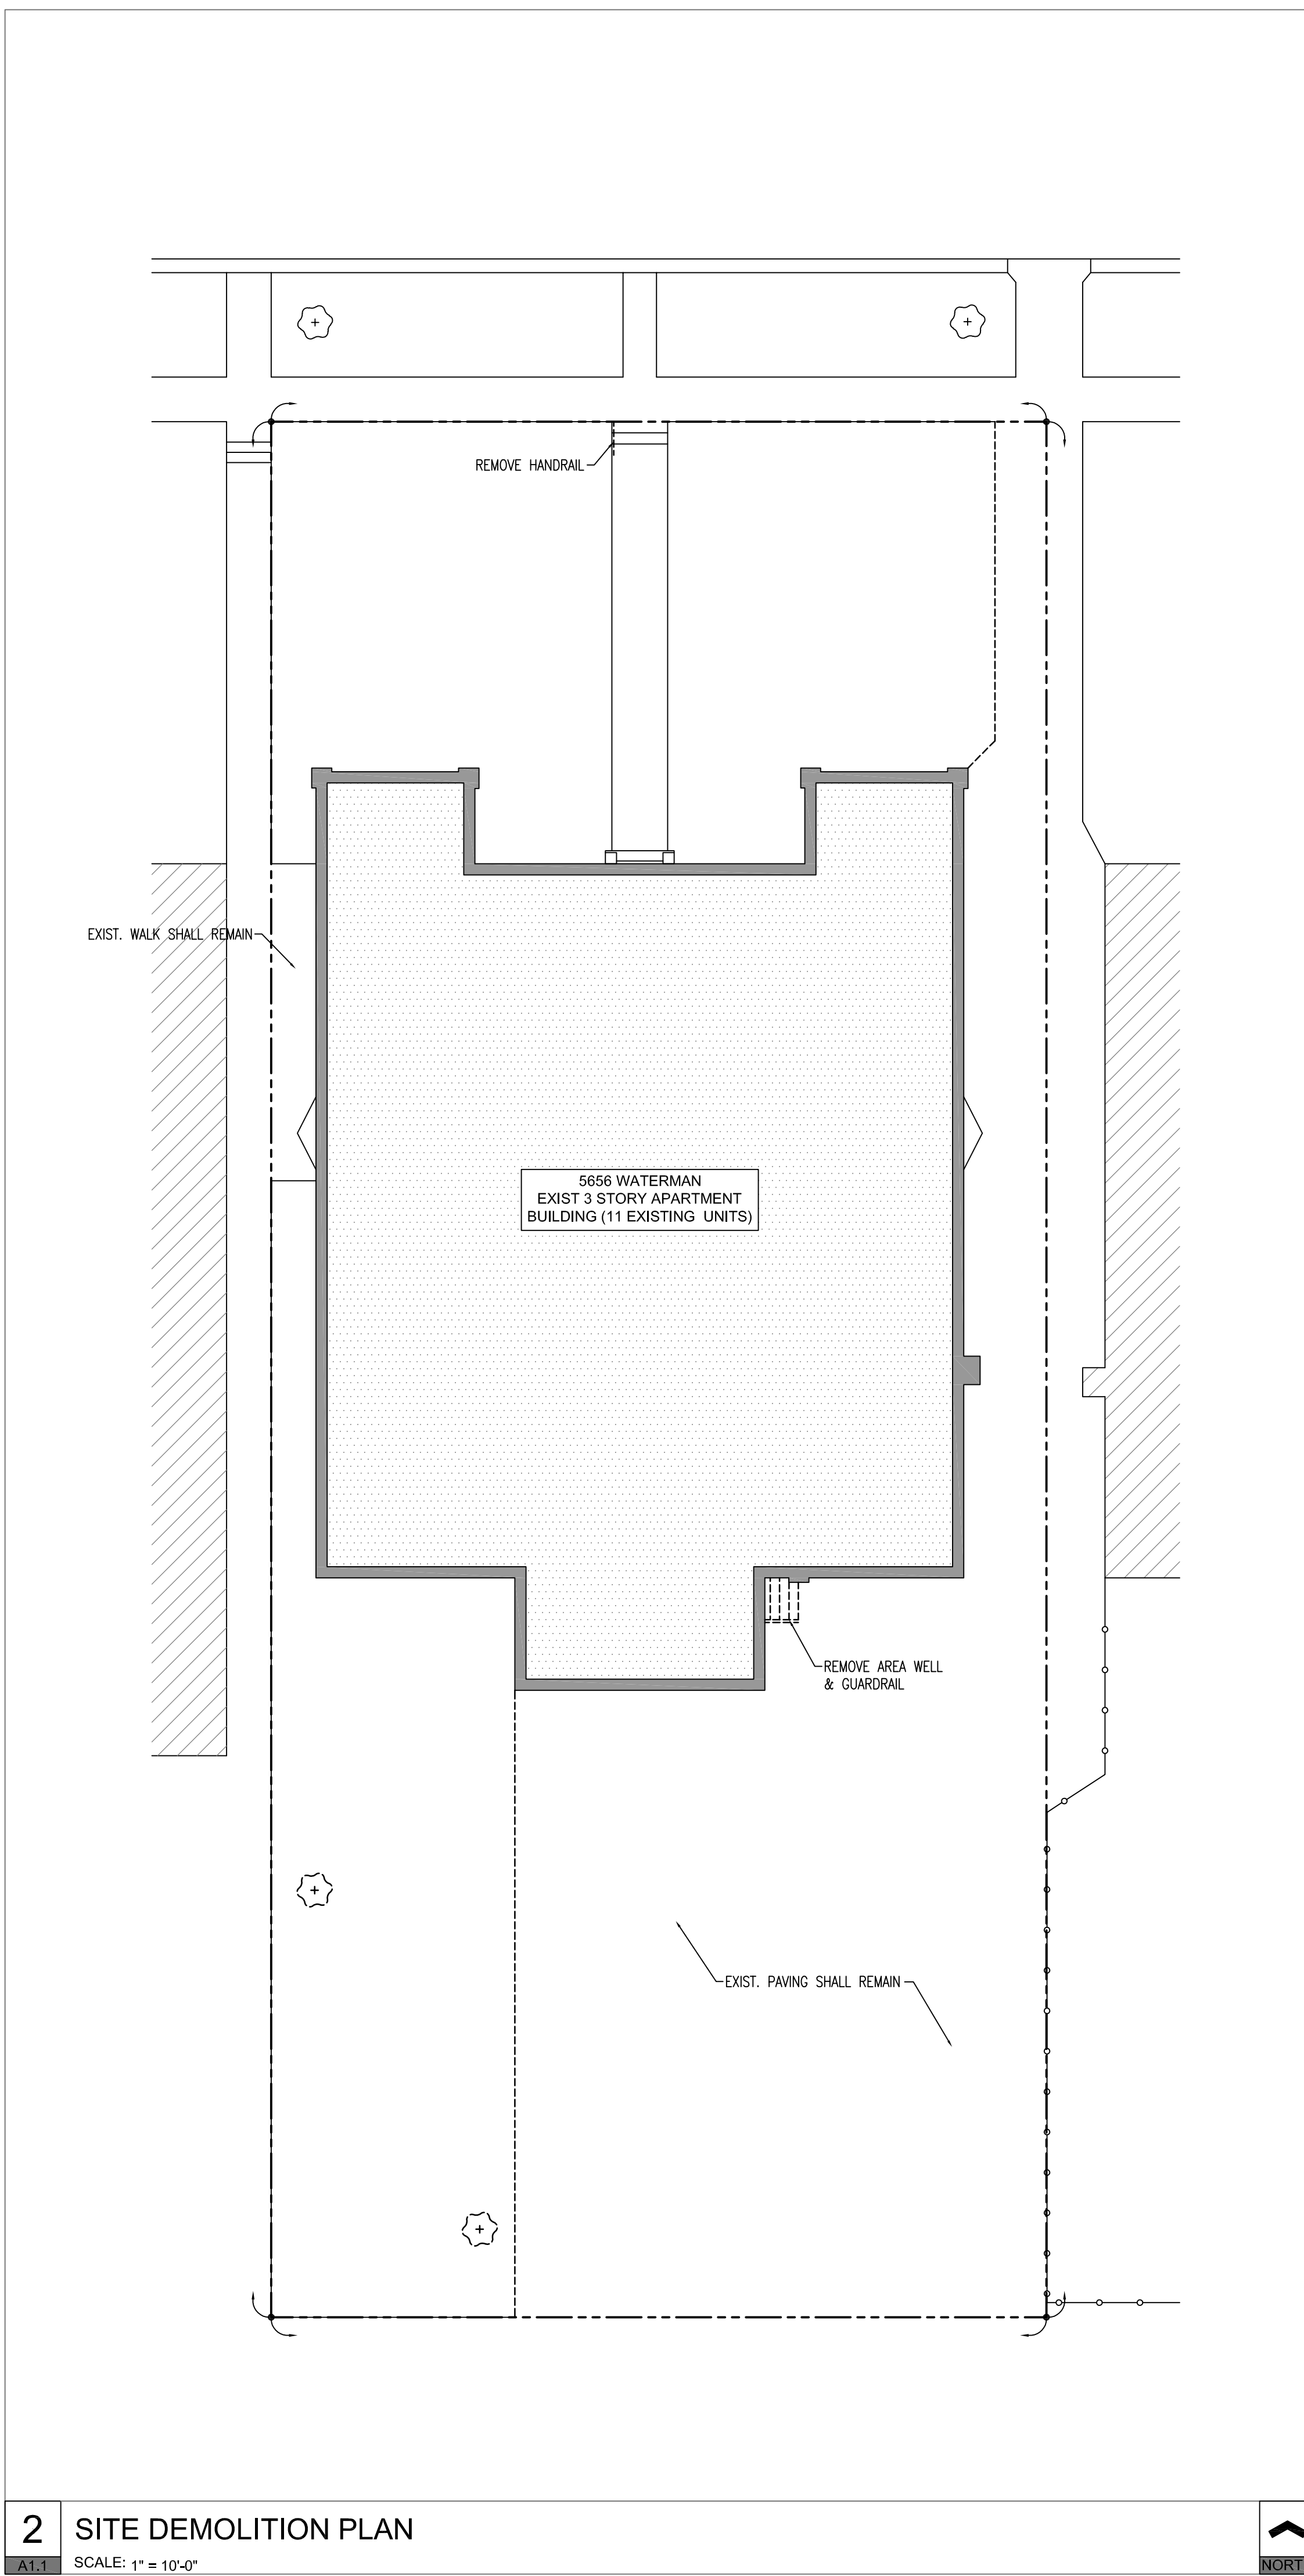 REMOVE HANDRAIL
EXIST. WALK SHALL REMAIN
5656 WATERMAN
EXIST 3 STORY APARTMENT
BUILDING (11 EXISTING UNITS)
REMOVE AREA WELL
& GUARDRAIL
EXIST. PAVING SHALL REMAIN
2
SITE DEMOLITION PLAN
A1.1
SCALE: 1" = 10'-0"
NORT